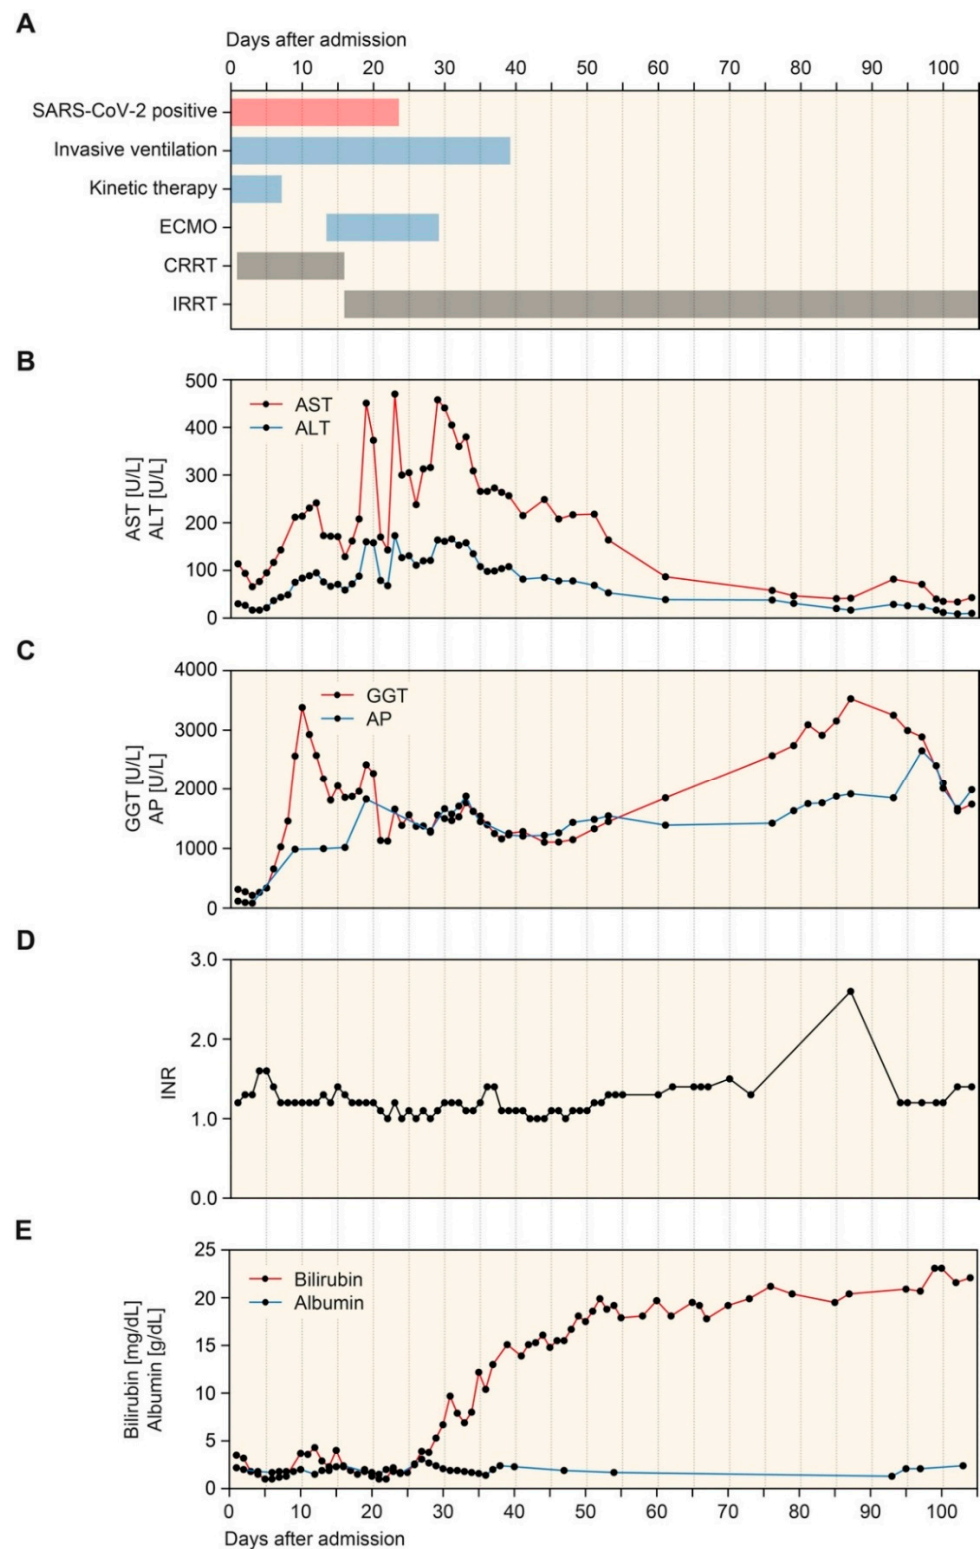 A
Days after admission
0 10 20 30 40 50 60 70 80 90 100
SARS-CoV-2 positive
Invasive ventilation
Kinetic therapy
ECMO
CRRT
IRRT
B
500
400
300
200
100
0
AST [U/L]
ALT [U/L]
AST
ALT
C
4000
3000
2000
1000
0
GGT [U/L]
AP [U/L]
GGT
AP
D
3.0
2.0
1.0
0.0
INR
E
25
20
15
10
5
0
Bilirubin [mg/dL]
Albumin [g/dL]
Bilirubin
Albumin
0 10 20 30 40 50 60 70 80 90 100
Days after admission